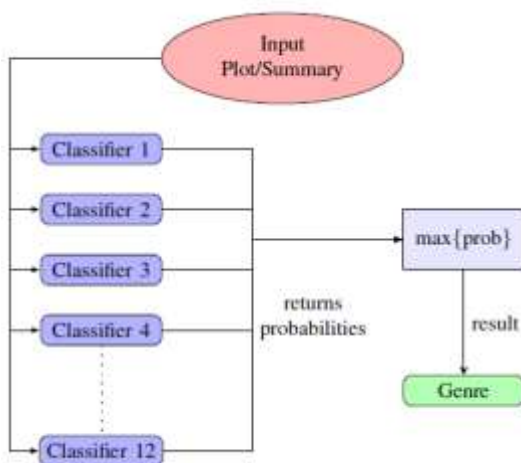 Input
Plot/Summary
Classifier 1
Classifier 2
Classifier 3
Classifier 4
Classifier 12
returns
probabilities
max{prob}
result
Genre